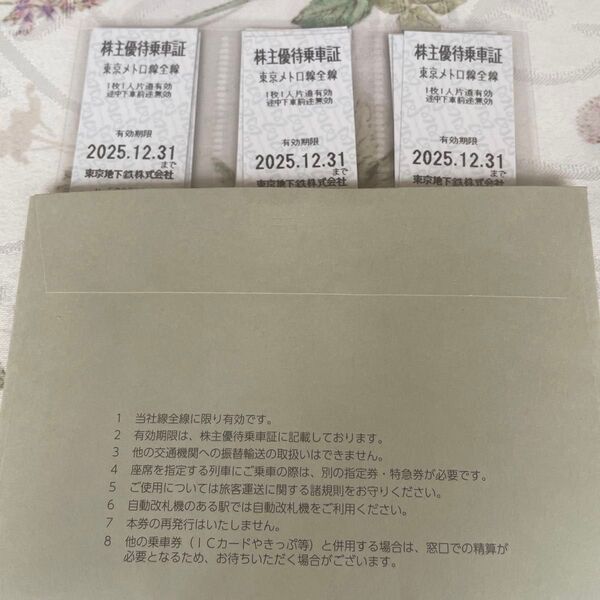 株主優待乗車証
東京メトロ線全線
1枚1人片道有効
途中下車前途無効
有効期限
2025.12.31
まで
東京地下鉄株式会社
株主優待乗車証
東京メトロ線全線
1枚1人片道有効
途中下車前途無効
有効期限
2025.12.31
まで
東京地下鉄株式会社
株主優待乗車証
東京メトロ線全線
1枚1人片道有効
途中下車前途無効
有効期限
2025.12.31
まで
東京地下鉄株式会社
1 当社線全線に限り有効です。
2 有効期限は、株主優待乗車証に記載しております。
3 他の交通機関への振替輸送の取扱いはできません。
4 座席を指定する列車にご乗車の際は、別の指定券・特急券が必要です。
5 ご使用については旅客運送に関する諸規則をお守りください。
6 自動改札機のある駅では自動改札機をご利用ください。
7 本券の再発行はいたしません。
8 他の乗車券（ICカードやきっぷ等）と併用する場合は、窓口での精算が
必要となるため、お待ちいただく場合がございます。